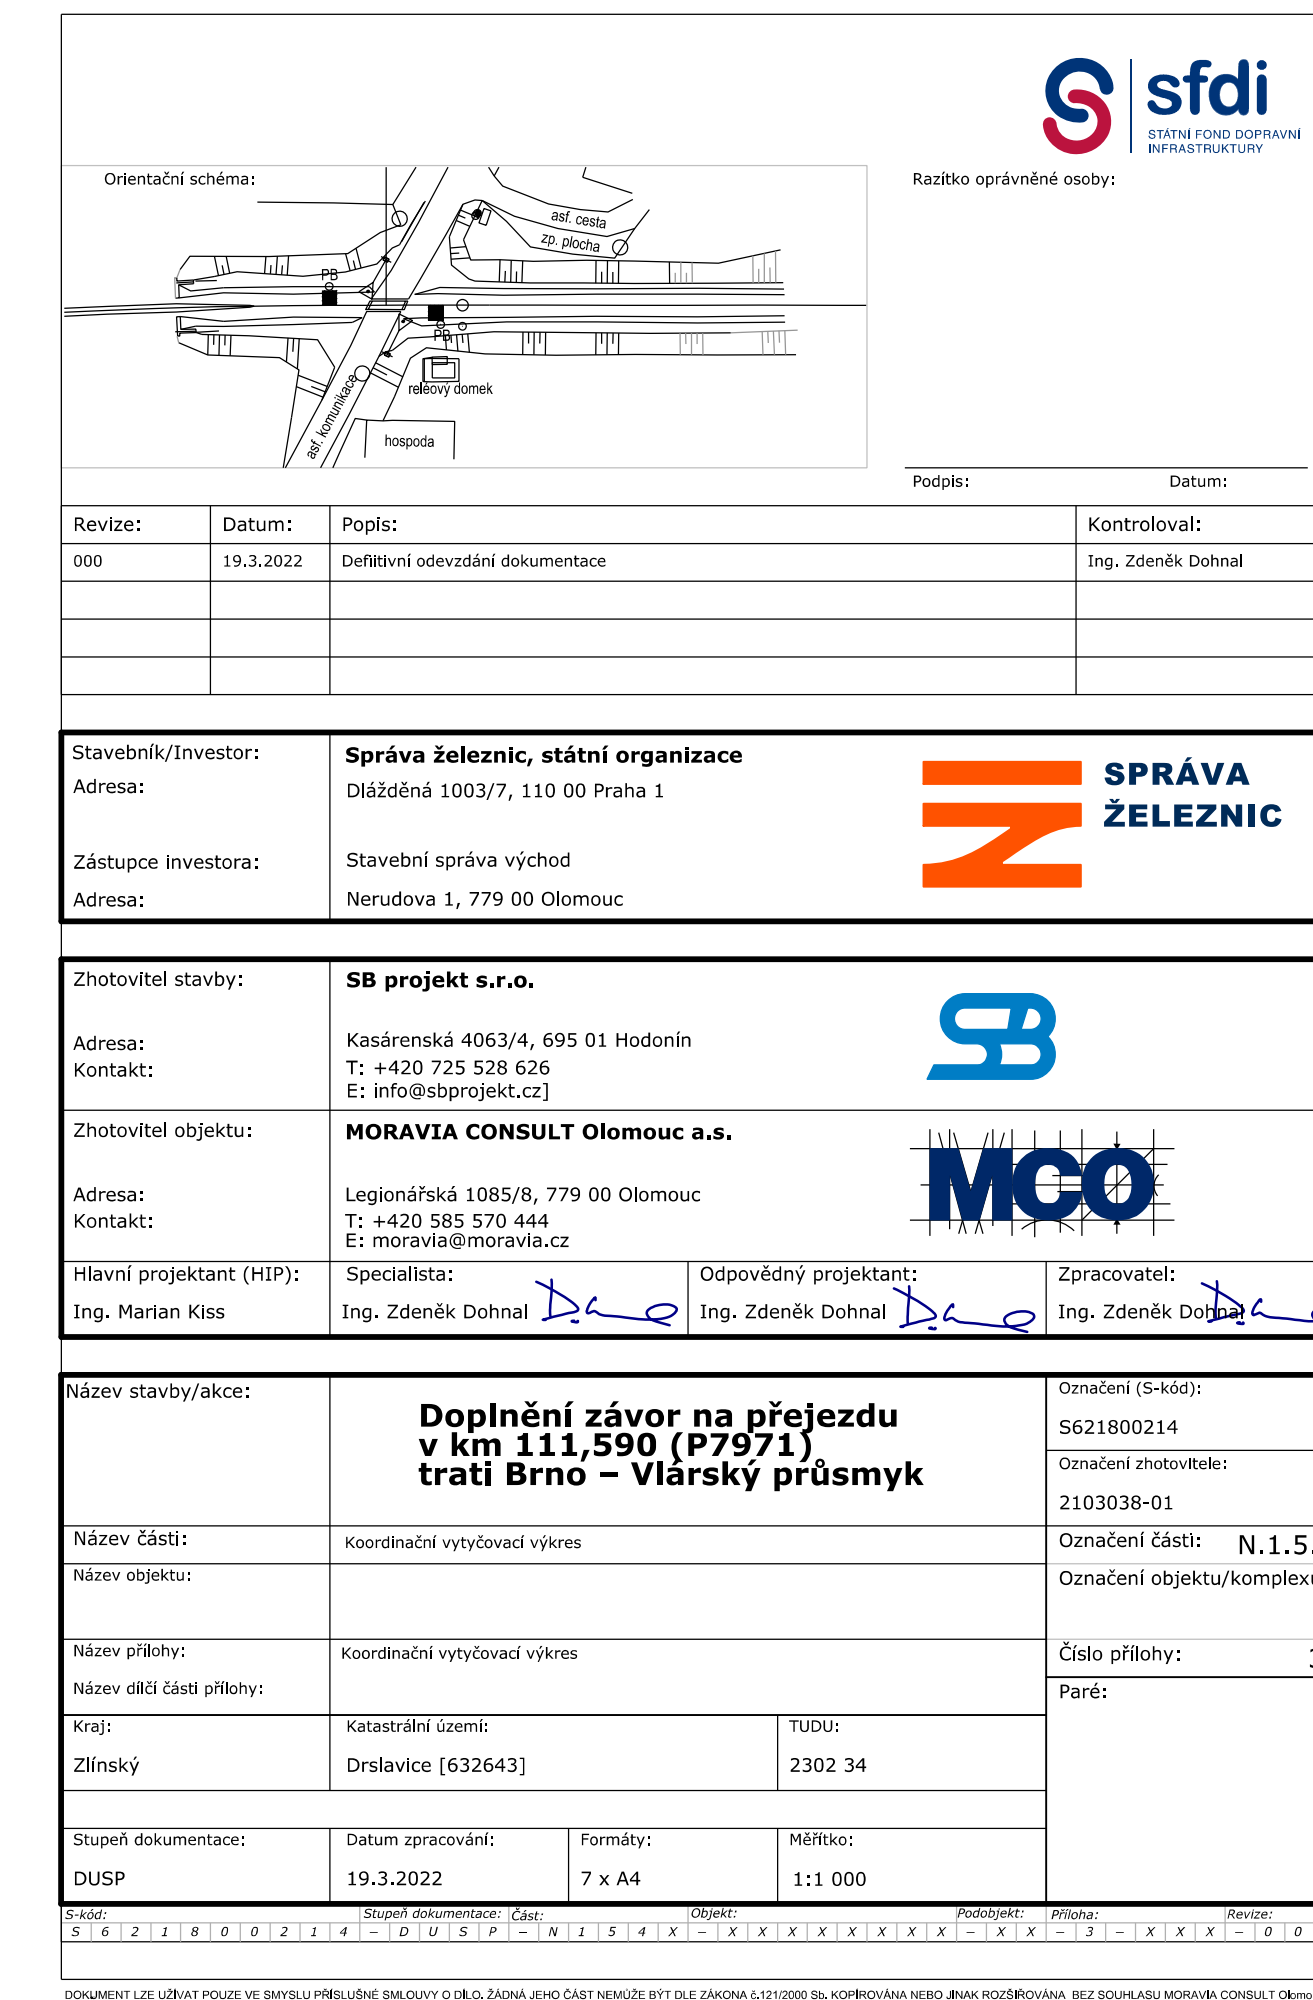 sfdi
STÁTNÍ FOND DOPRAVNÍ
INFRASTRUKTURY
Orientační schéma:
Razítko oprávněné osoby:
asf. cesta
zp. plocha
PB
PB
reléový domek
asf. komunikace
hospoda
Podpis: Datum:
Revize: Datum: Popis: Kontroloval:
000 19.3.2022 Defiitivní odevzdání dokumentace Ing. Zdeněk Dohnal
Stavebník/Investor: Správa železnic, státní organizace
Adresa: Dlážděná 1003/7, 110 00 Praha 1
SPRÁVA
ŽELEZNIC
Zástupce investora: Stavební správa východ
Adresa: Nerudova 1, 779 00 Olomouc
Zhotovitel stavby: SB projekt s.r.o.
SB
Adresa: Kasárenská 4063/4, 695 01 Hodonín
Kontakt: T: +420 725 528 626
E: info@sbprojekt.cz]
Zhotovitel objektu: MORAVIA CONSULT Olomouc a.s.
MCO
Adresa: Legionářská 1085/8, 779 00 Olomouc
Kontakt: T: +420 585 570 444
E: moravia@moravia.cz
Hlavní projektant (HIP): Specialista: Odpovědný projektant: Zpracovatel:
Ing. Marian Kiss Ing. Zdeněk Dohnal Ing. Zdeněk Dohnal Ing. Zdeněk Dohnal
Název stavby/akce:
Doplnění závor na přejezdu
v km 111,590 (P7971)
trati Brno – Vlárský průsmyk
Označení (S-kód):
S621800214
Označení zhotovitele:
2103038-01
Název části: Koordinační vytyčovací výkres Označení části: N.1.5.
Název objektu: Označení objektu/komplexu
Název přílohy: Koordinační vytyčovací výkres Číslo přílohy:
Název dílčí části přílohy: Paré:
Kraj: Katastrální území: TUDU:
Zlínský Drslavice [632643] 2302 34
Stupeň dokumentace: Datum zpracování: Formáty: Měřítko:
DUSP 19.3.2022 7 x A4 1:1 000
S-kód: Stupeň dokumentace: Část: Objekt: Podobjekt: Příloha: Revize:
S 6 2 1 8 0 0 2 1 4 – D U S P – N 1 5 4 X – X X X X X X X X – X X – 3 – X X X – 0 0
DOKUMENT LZE UŽÍVAT POUZE VE SMYSLU PŘÍSLUŠNÉ SMLOUVY O DÍLO. ŽÁDNÁ JEHO ČÁST NEMŮŽE BÝT DLE ZÁKONA č.121/2000 Sb. KOPÍROVÁNA NEBO JINAK ROZŠIŘOVÁNA BEZ SOUHLASU MORAVIA CONSULT Olomo